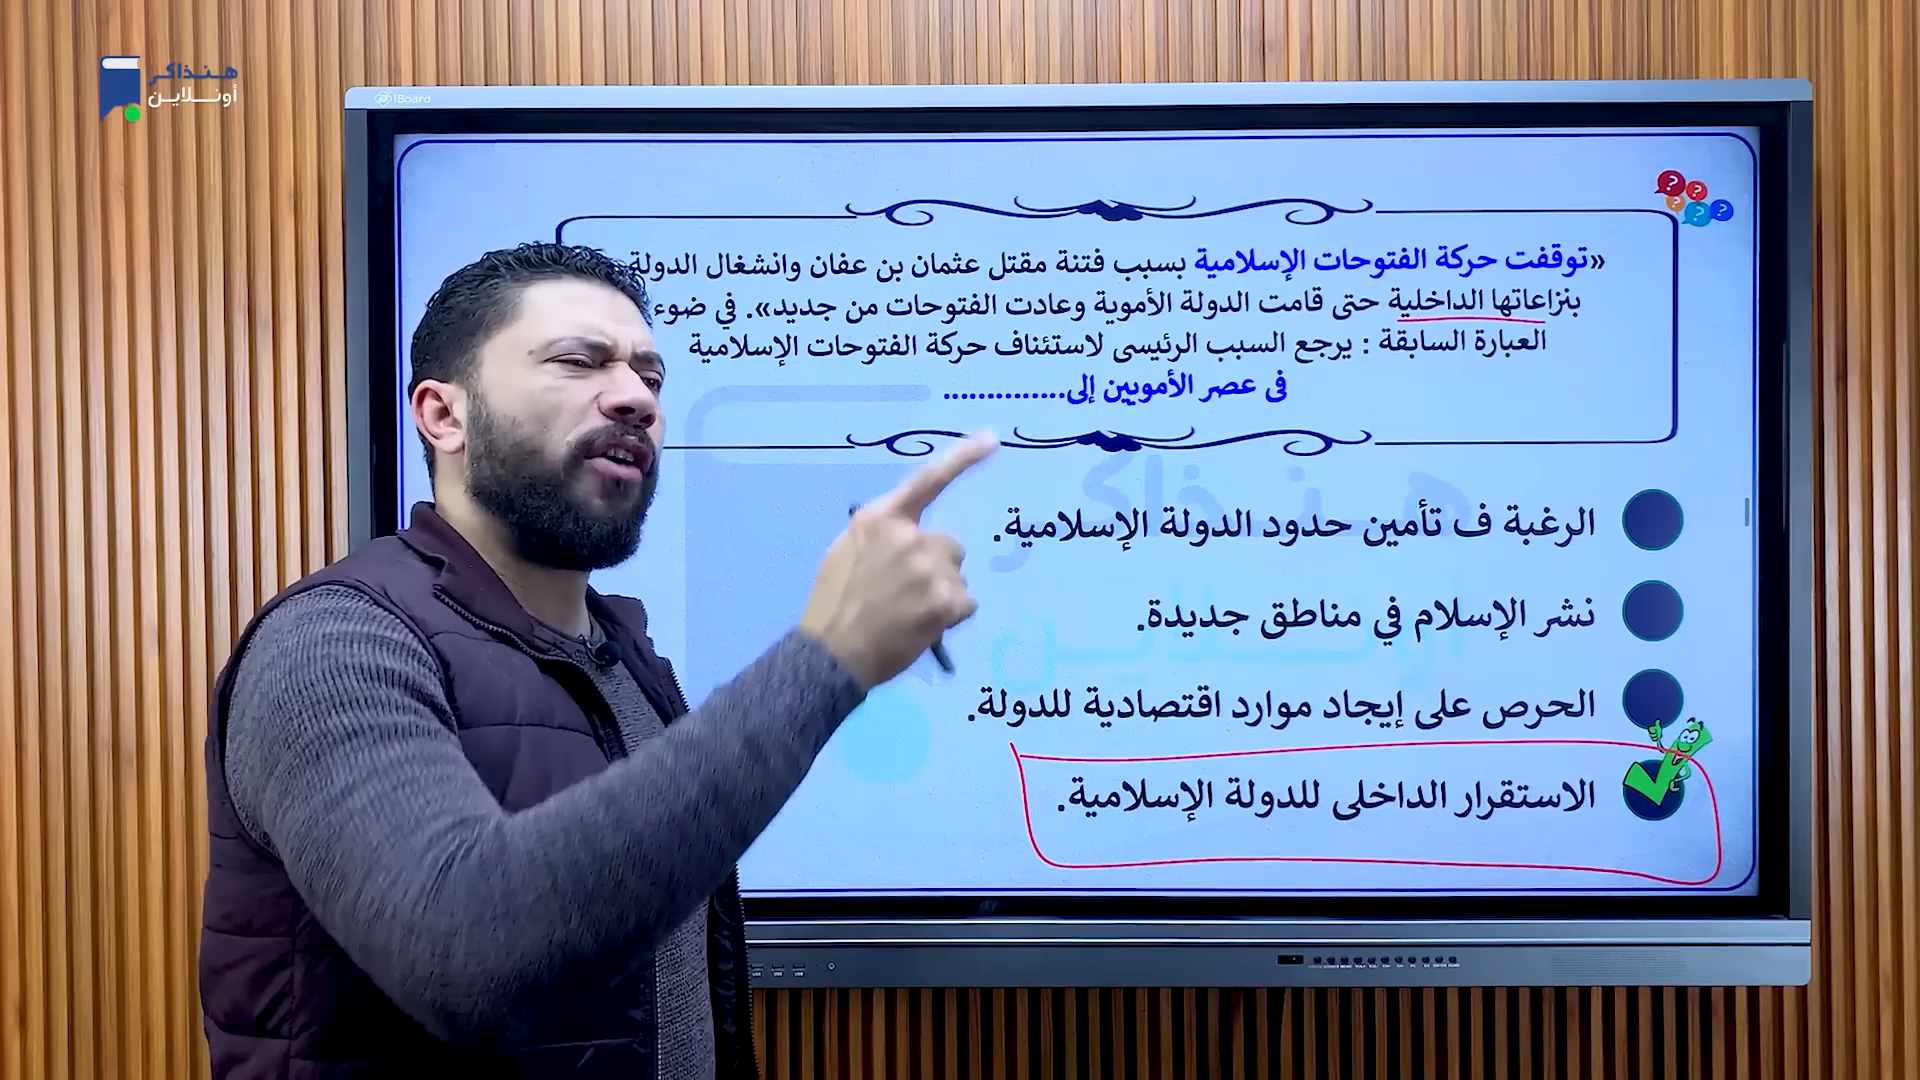 هنذاكر
أونلاين
iBoard
«توقفت حركة الفتوحات الإسلامية بسبب فتنة مقتل عثمان بن عفان وانشغال الدولة
بنزاعاتها الداخلية حتى قامت الدولة الأموية وعادت الفتوحات من جديد». في ضوء
العبارة السابقة : يرجع السبب الرئيسى لاستئناف حركة الفتوحات الإسلامية
فى عصر الأمويين إلى..............
الرغبة ف تأمين حدود الدولة الإسلامية.
نشر الإسلام في مناطق جديدة.
الحرص على إيجاد موارد اقتصادية للدولة.
الاستقرار الداخلى للدولة الإسلامية.